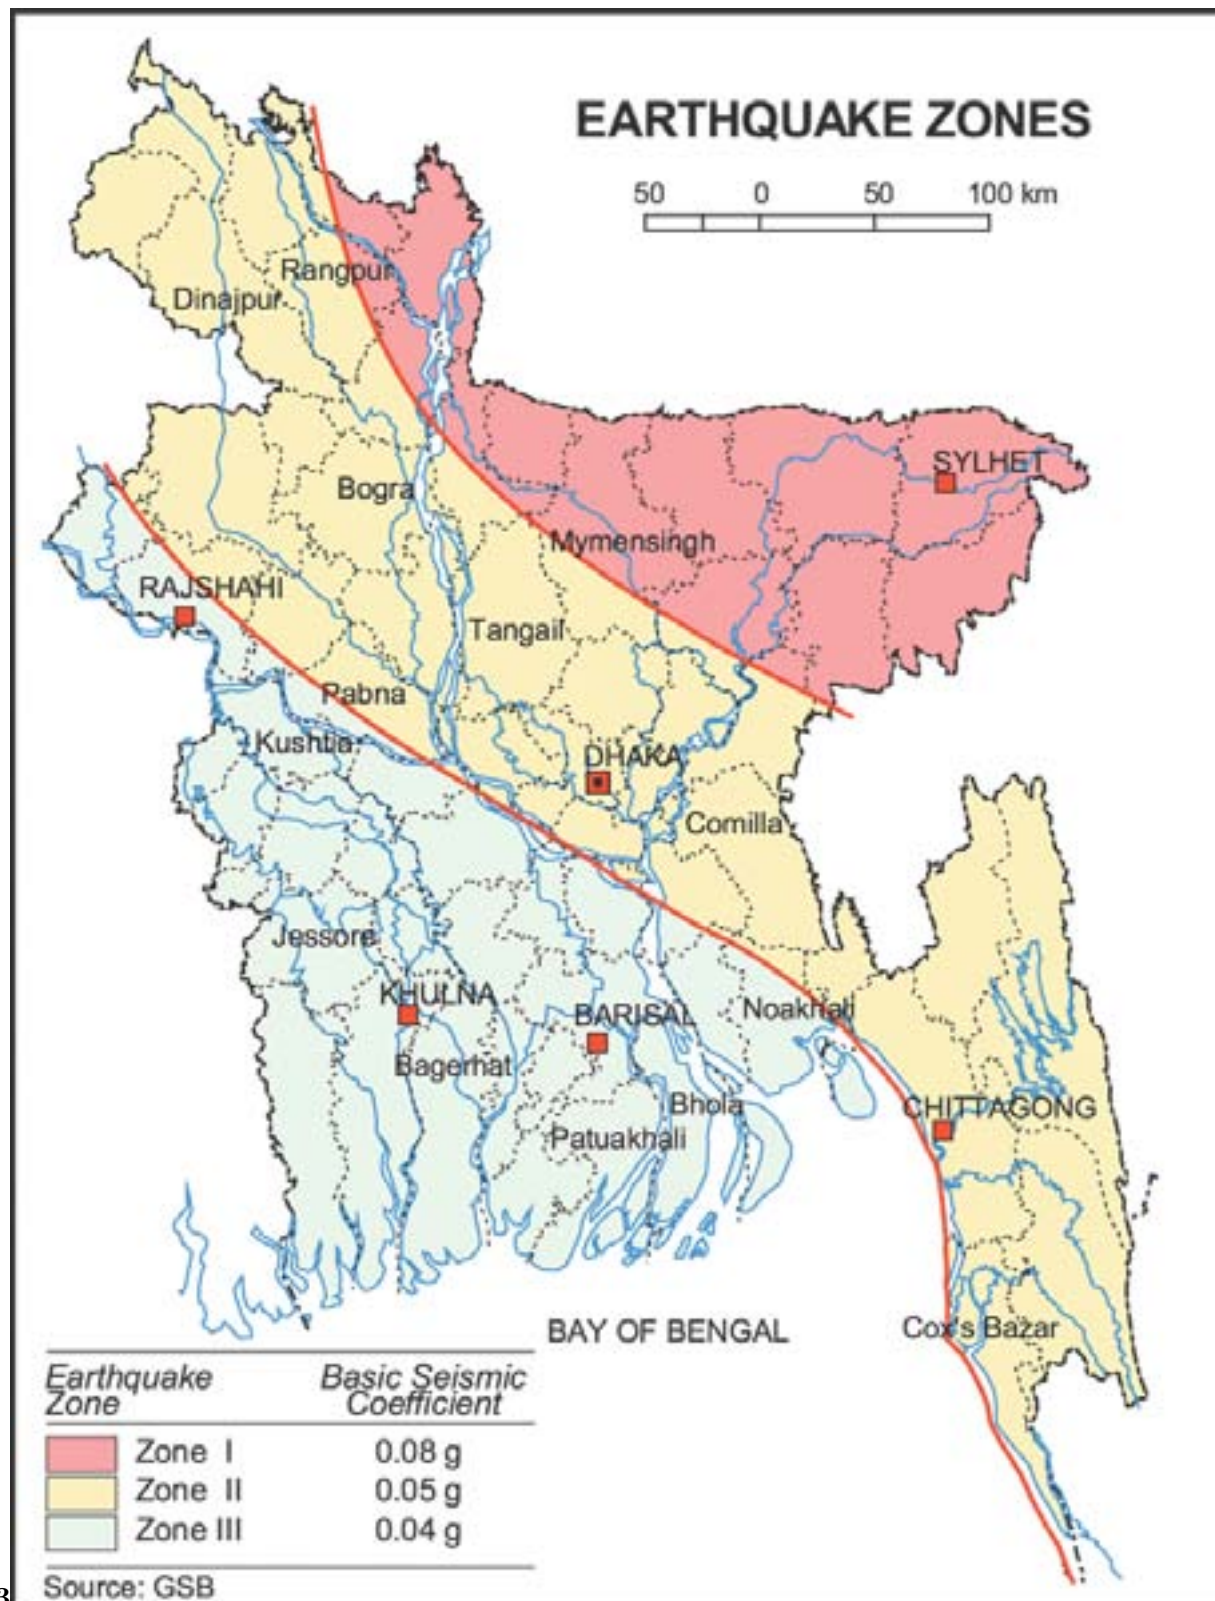 EARTHQUAKE ZONES
50 0 50 100 km
Rangpur
Dinajpur
SYLHET
Bogra
Mymensingh
RAJSHAHI
Tangail
Pabna
Kushtia
DHAKA
Comilla
Jessore
KHULNA
Noakhali
BARISAL
Bagerhat
Bhola
CHITTAGONG
Patuakhali
Cox's Bazar
BAY OF BENGAL
Earthquake Zone
Basic Seismic Coefficient
Zone I 0.08 g
Zone II 0.05 g
Zone III 0.04 g
Source: GSB